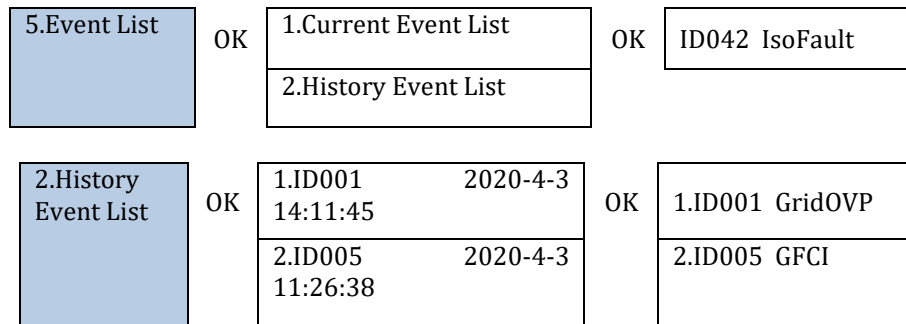 5.Event List
OK
1.Current Event List
OK
ID042 IsoFault
2.History Event List
2.History
Event List
OK
1.ID001 2020-4-3
14:11:45
OK
1.ID001 GridOVP
2.ID005 2020-4-3
11:26:38
2.ID005 GFCI